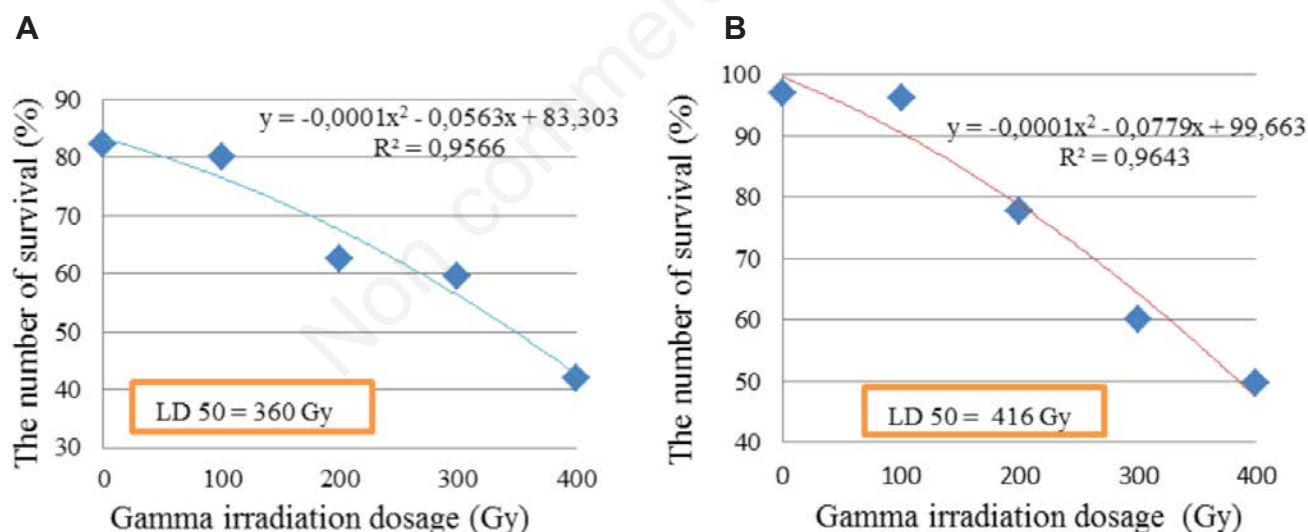 A
The number of survival (%)
90
80
70
60
50
40
30
y = -0,0001x² - 0,0563x + 83,303
R² = 0,9566
LD 50 = 360 Gy
0 100 200 300 400
Gamma irradiation dosage (Gy)
B
The number of survival (%)
100
90
80
70
60
50
40
y = -0,0001x² - 0,0779x + 99,663
R² = 0,9643
LD 50 = 416 Gy
0 100 200 300 400
Gamma irradiation dosage (Gy)
Non commer